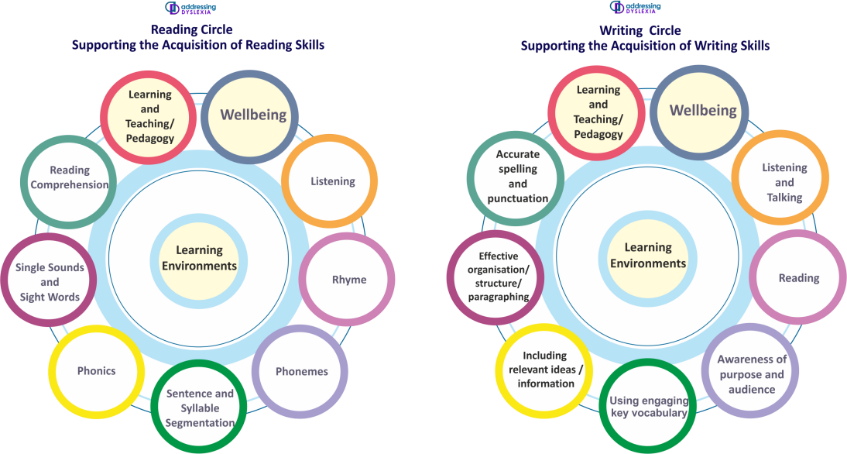 addressing
DYSLEXIA
Reading Circle
Supporting the Acquisition of Reading Skills
Learning
and
Teaching/
Pedagogy
Wellbeing
Listening
Rhyme
Phonemes
Sentence and
Syllable
Segmentation
Phonics
Single Sounds
and
Sight Words
Reading
Comprehension
Learning
Environments
addressing
DYSLEXIA
Writing Circle
Supporting the Acquisition of Writing Skills
Learning
and
Teaching/
Pedagogy
Wellbeing
Listening
and
Talking
Reading
Awareness of
purpose and
audience
Using engaging
key vocabulary
Including
relevant ideas /
information
Effective
organisation/
structure/
paragraphing
Accurate
spelling
and
punctuation
Learning
Environments